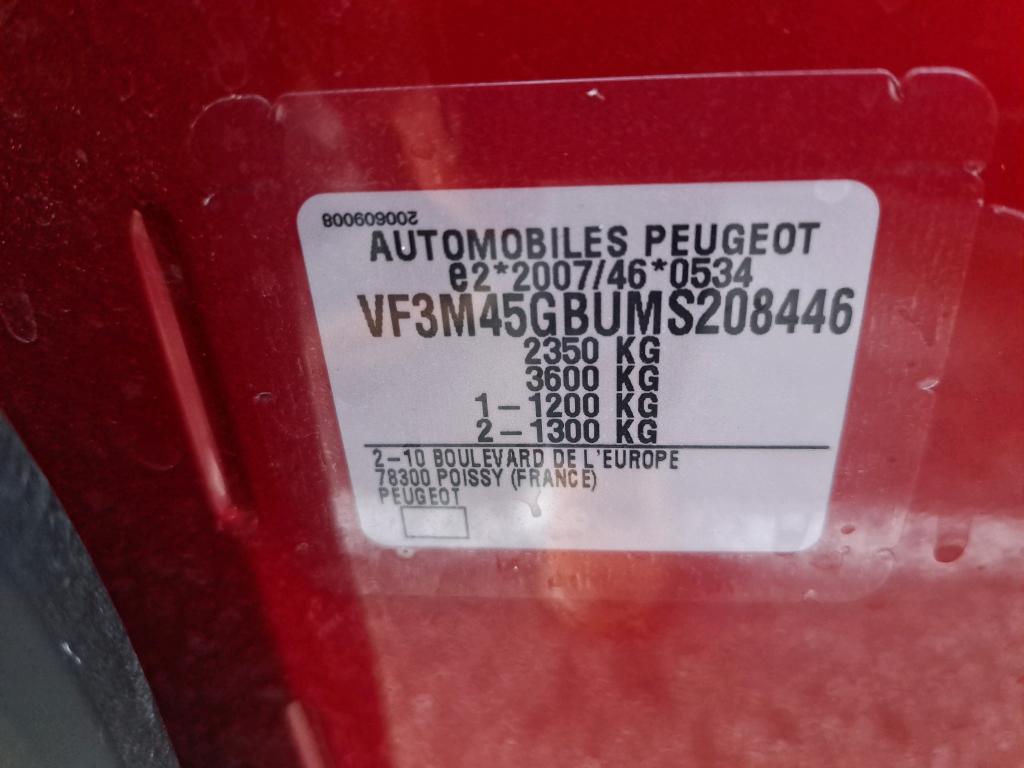 200609008
AUTOMOBILES PEUGEOT
e2*2007/46*0534
VF3M45GBUMS208446
2350 KG
3600 KG
1-1200 KG
2-1300 KG
2-10 BOULEVARD DE L'EUROPE
78300 POISSY (FRANCE)
PEUGEOT